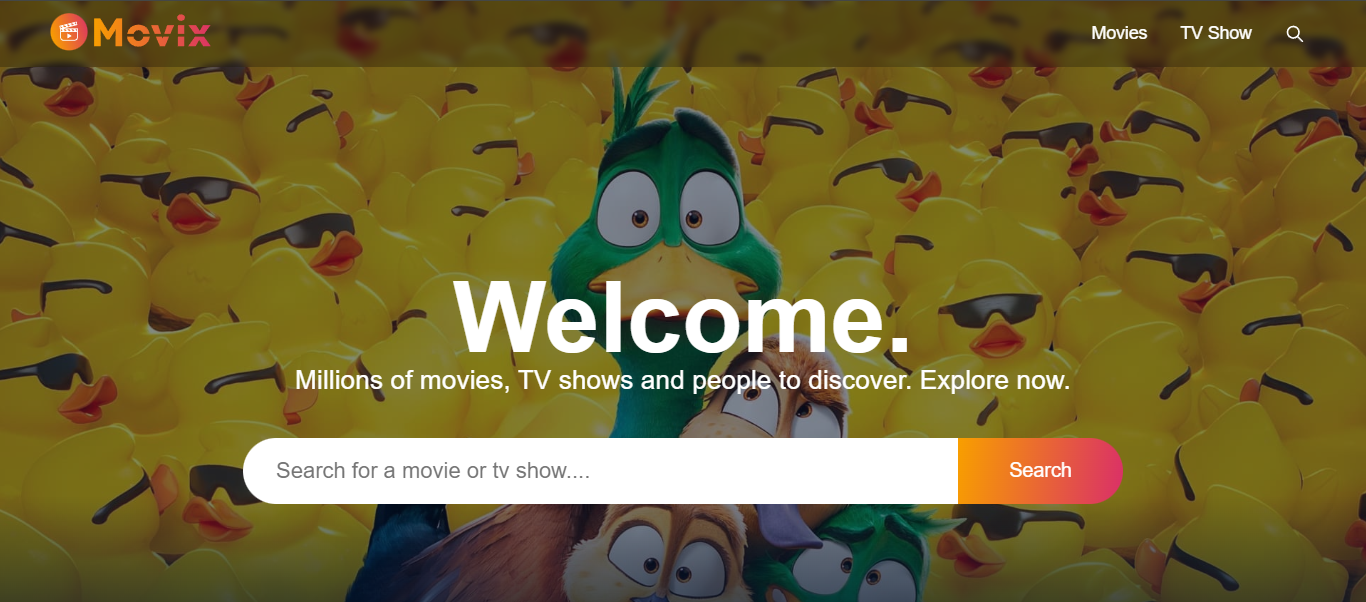 Movix
Movies
TV Show
Welcome.
Millions of movies, TV shows and people to discover. Explore now.
Search for a movie or tv show....
Search